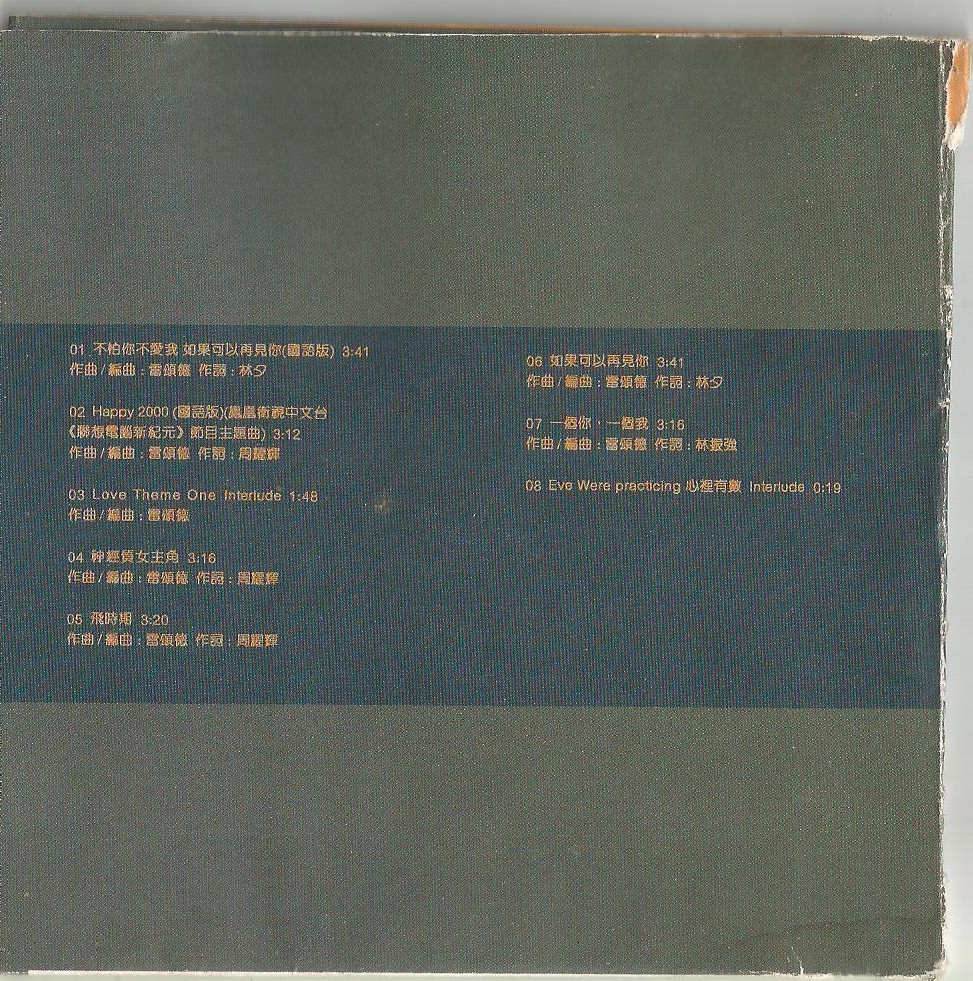 01 不怕你不愛我 如果可以再見你(國語版) 3:41
作曲/編曲：雷頌德 作詞：林夕
02 Happy 2000 (國語版)(鳳凰衛視中文台
《聯想電腦新紀元》節目主題曲) 3:12
作曲/編曲：雷頌德 作詞：周耀輝
03 Love Theme One Interlude 1:48
作曲/編曲：雷頌德
04 神經質女主角 3:16
作曲/編曲：雷頌德 作詞：周耀輝
05 飛時期 3:20
作曲/編曲：雷頌德 作詞：周耀輝
06 如果可以再見你 3:41
作曲/編曲：雷頌德 作詞：林夕
07 一個你，一個我 3:16
作曲/編曲：雷頌德 作詞：林振強
08 Eve Were practicing 心裡有數 Interlude 0:19